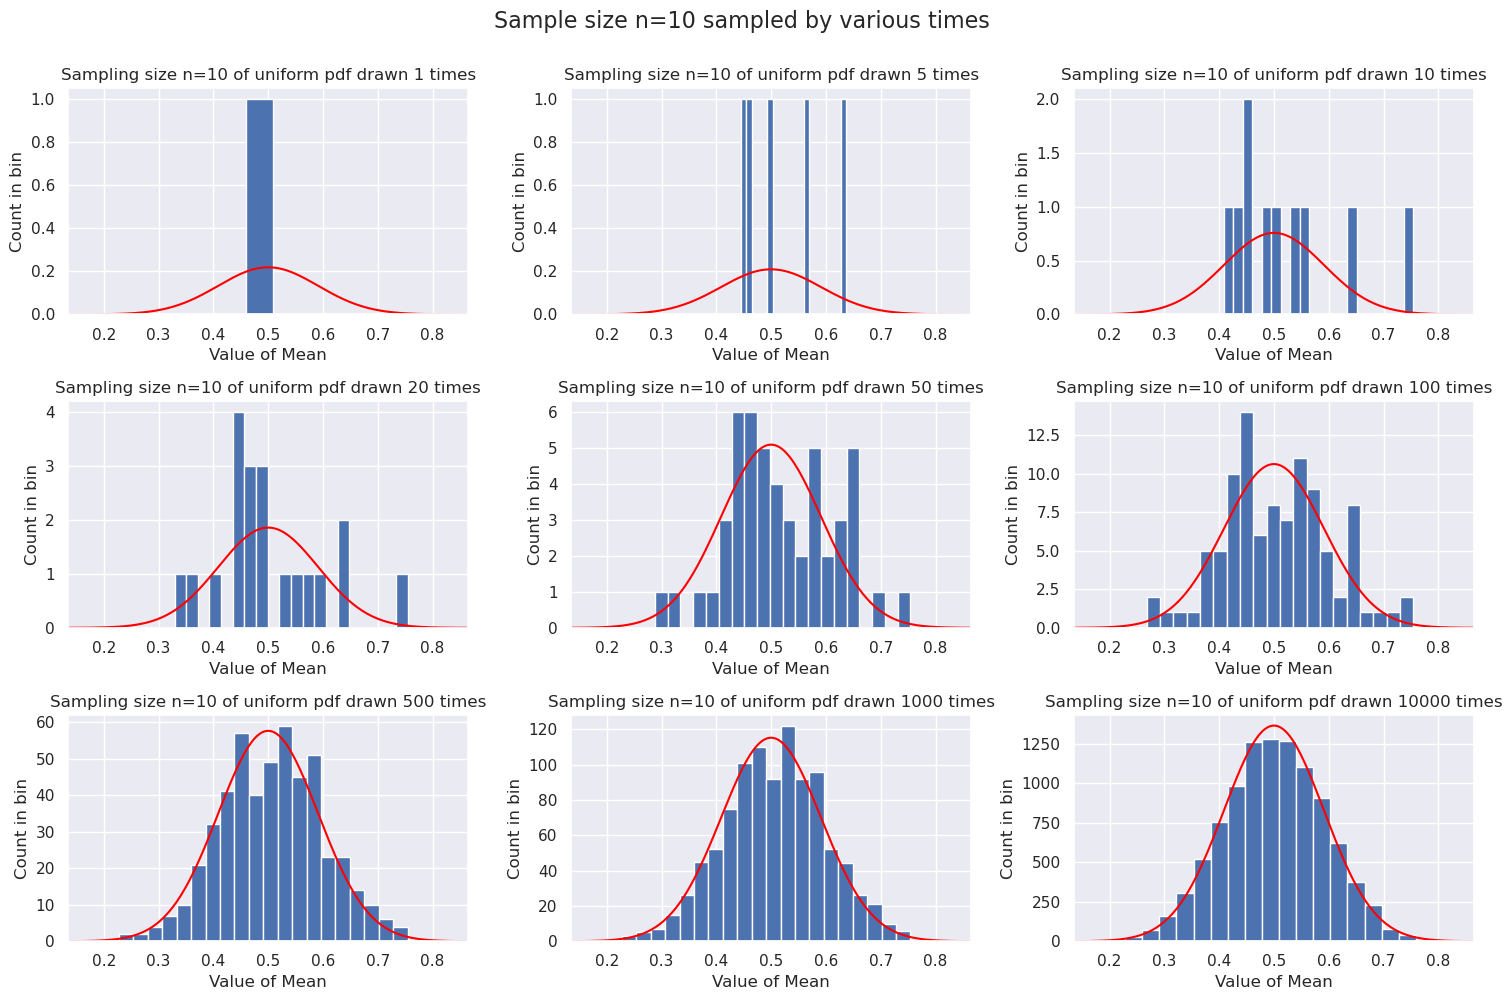 Sample size n=10 sampled by various times
Sampling size n=10 of uniform pdf drawn 1 times
Count in bin
1.0
0.8
0.6
0.4
0.2
0.0
0.2 0.3 0.4 0.5 0.6 0.7 0.8
Value of Mean
Sampling size n=10 of uniform pdf drawn 5 times
Count in bin
1.0
0.8
0.6
0.4
0.2
0.0
0.2 0.3 0.4 0.5 0.6 0.7 0.8
Value of Mean
Sampling size n=10 of uniform pdf drawn 10 times
Count in bin
2.0
1.5
1.0
0.5
0.0
0.2 0.3 0.4 0.5 0.6 0.7 0.8
Value of Mean
Sampling size n=10 of uniform pdf drawn 20 times
Count in bin
4
3
2
1
0
0.2 0.3 0.4 0.5 0.6 0.7 0.8
Value of Mean
Sampling size n=10 of uniform pdf drawn 50 times
Count in bin
6
5
4
3
2
1
0
0.2 0.3 0.4 0.5 0.6 0.7 0.8
Value of Mean
Sampling size n=10 of uniform pdf drawn 100 times
Count in bin
12.5
10.0
7.5
5.0
2.5
0.0
0.2 0.3 0.4 0.5 0.6 0.7 0.8
Value of Mean
Sampling size n=10 of uniform pdf drawn 500 times
Count in bin
60
50
40
30
20
10
0
0.2 0.3 0.4 0.5 0.6 0.7 0.8
Value of Mean
Sampling size n=10 of uniform pdf drawn 1000 times
Count in bin
120
100
80
60
40
20
0
0.2 0.3 0.4 0.5 0.6 0.7 0.8
Value of Mean
Sampling size n=10 of uniform pdf drawn 10000 times
Count in bin
1250
1000
750
500
250
0
0.2 0.3 0.4 0.5 0.6 0.7 0.8
Value of Mean